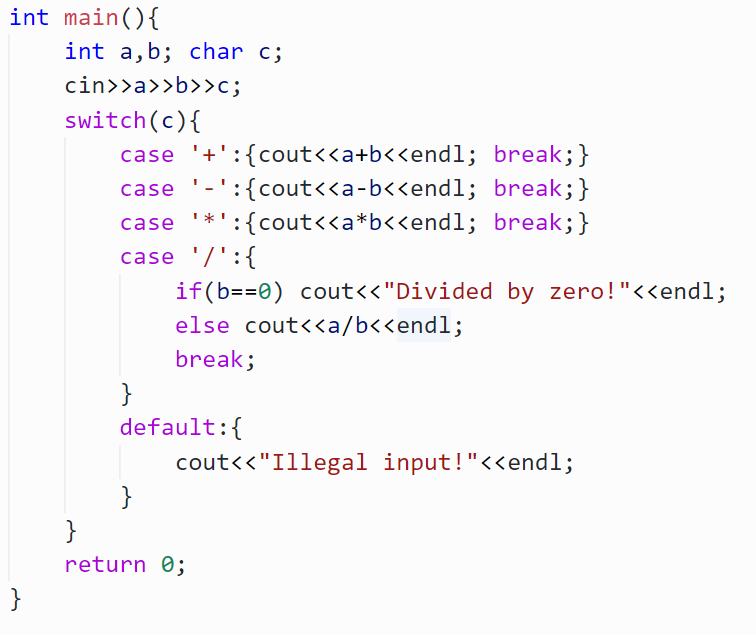 int main(){
    int a,b; char c;
    cin>>a>>b>>c;
    switch(c){
        case '+':{cout<<a+b<<endl; break;}
        case '-':{cout<<a-b<<endl; break;}
        case '*':{cout<<a*b<<endl; break;}
        case '/':{
            if(b==0) cout<<"Divided by zero!"<<endl;
            else cout<<a/b<<endl;
            break;
        }
        default:{
            cout<<"Illegal input!"<<endl;
        }
    }
    return 0;
}